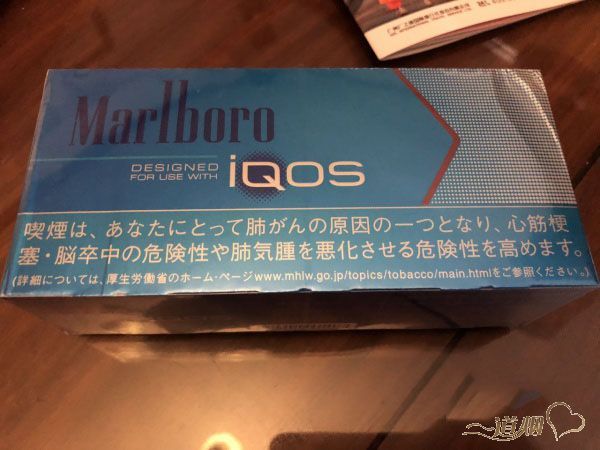 Marlboro
DESIGNED
FOR USE WITH
iQOS
喫煙は、あなたにとって肺がんの原因の一つとなり、心筋梗
塞・脳卒中の危険性や肺気腫を悪化させる危険性を高めます。
(詳細については、厚生労働省のホーム・ページwww.mhlw.go.jp/topics/tobacco/main.htmlをご参照ください。)